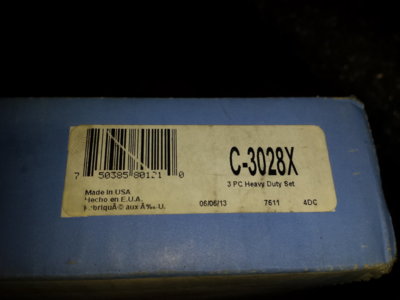 C-3028X
3 PC Heavy Duty Set
7 50385 80121 0
Made in USA
Hecho en E.U.A.
FabriquÃ© aux Ã‰-U.
06/06/13 7611 4DC